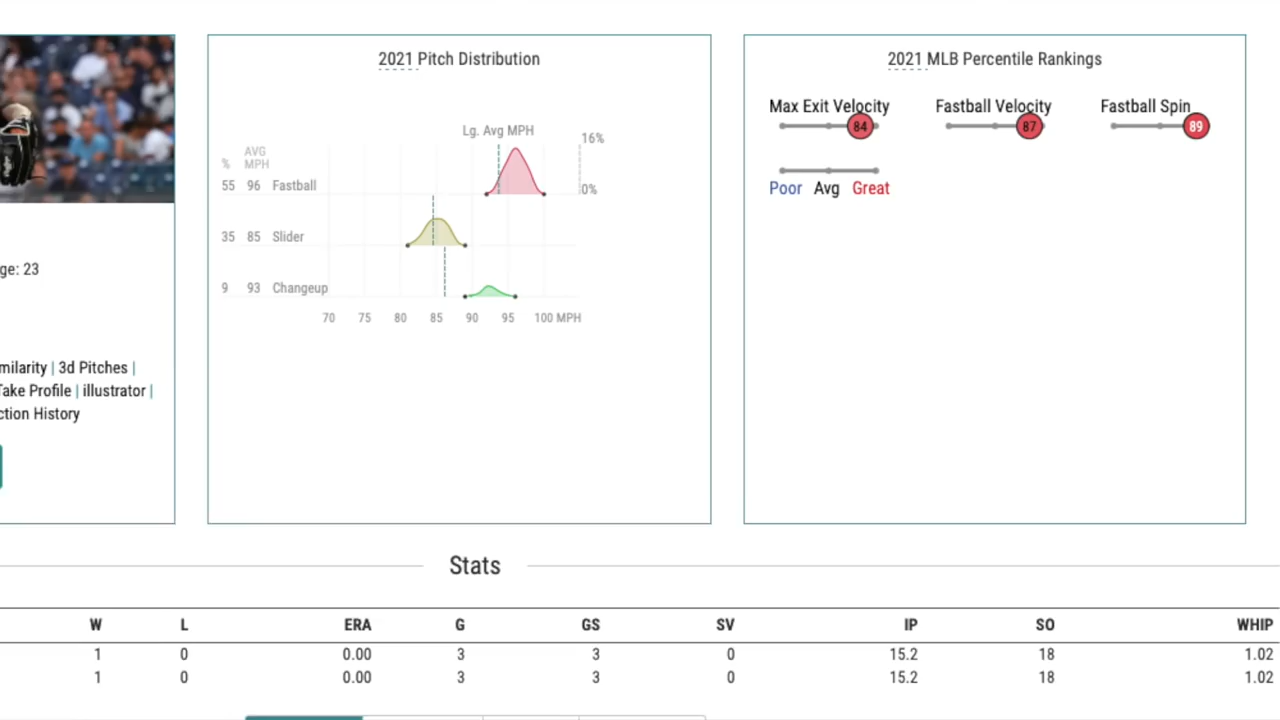 ge: 23
milarity | 3d Pitches |
Take Profile | illustrator |
ction History
2021 Pitch Distribution
Lg. Avg MPH
16%
0%
% AVG MPH
55 96 Fastball
35 85 Slider
9 93 Changeup
70 75 80 85 90 95 100 MPH
2021 MLB Percentile Rankings
Max Exit Velocity Fastball Velocity Fastball Spin
84 87 89
Poor Avg Great
Stats
W L ERA G GS SV IP SO WHIP
1 0 0.00 3 3 0 15.2 18 1.02
1 0 0.00 3 3 0 15.2 18 1.02